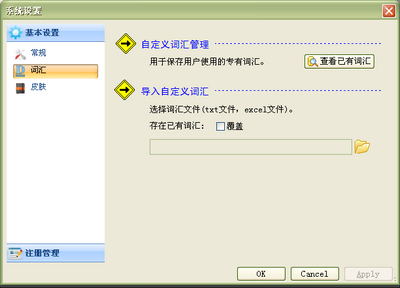 系统设置
基本设置
常规
词汇
皮肤
注册管理
自定义词汇管理
用于保存用户使用的专有词汇。
查看已有词汇
导入自定义词汇
选择词汇文件(txt文件，excel文件)。
存在已有词汇：
覆盖
OK
Cancel
Apply